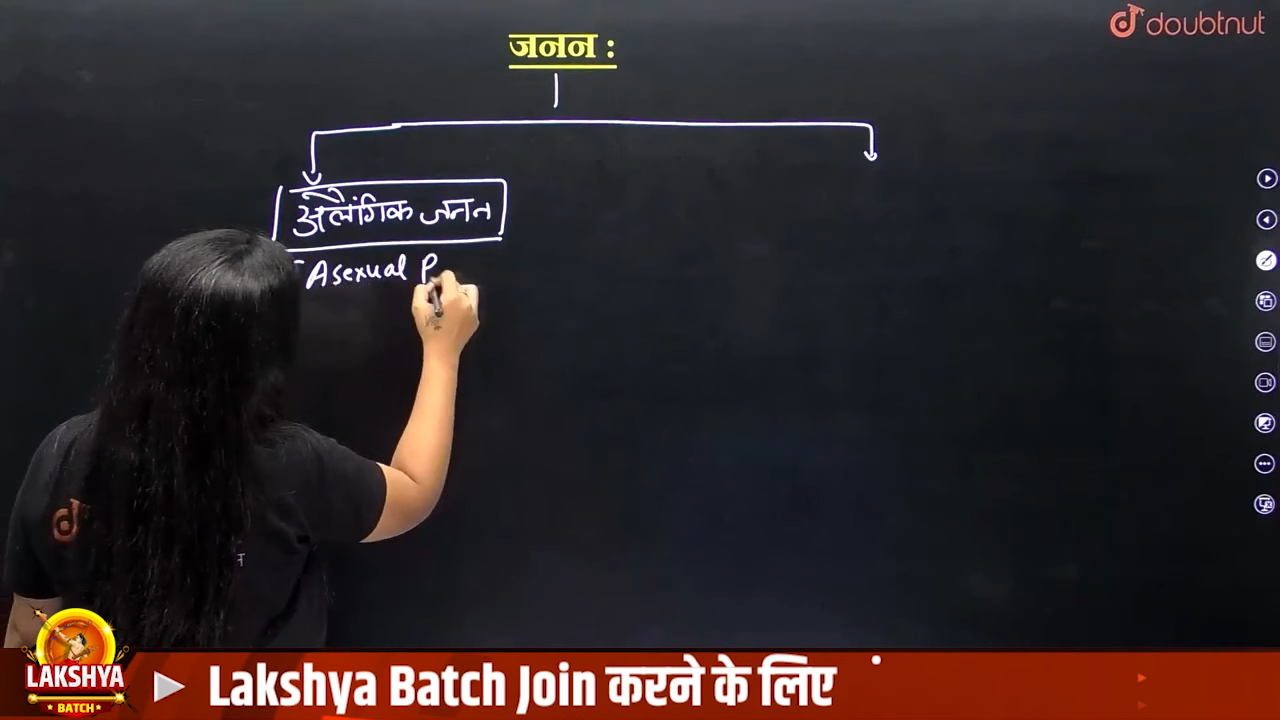 doubtnut
जनन :
अलैंगिक जनन
Asexual
LAKSHYA
BATCH
Lakshya Batch Join करने के लिए